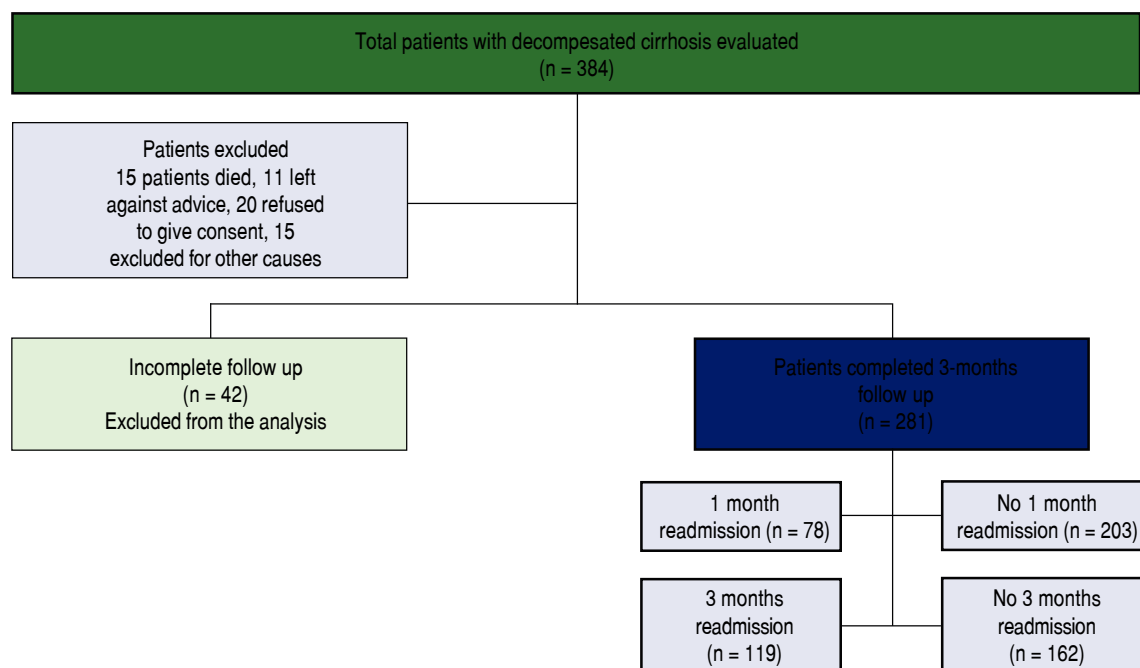 Total patients with decompesated cirrhosis evaluated
(n = 384)
Patients excluded
15 patients died, 11 left
against advice, 20 refused
to give consent, 15
excluded for other causes
Incomplete follow up
(n = 42)
Excluded from the analysis
Patients completed 3-months
follow up
(n = 281)
1 month
readmission (n = 78)
No 1 month
readmission (n = 203)
3 months
readmission
(n = 119)
No 3 months
readmission
(n = 162)